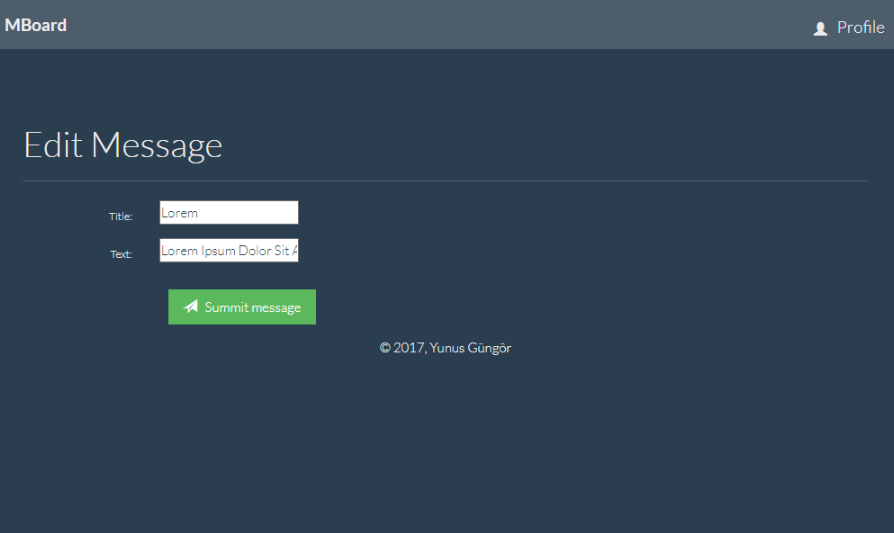 MBoard
Profile
Edit Message
Title:
Lorem
Text:
Lorem Ipsum Dolor Sit A
Summit message
© 2017, Yunus Güngör